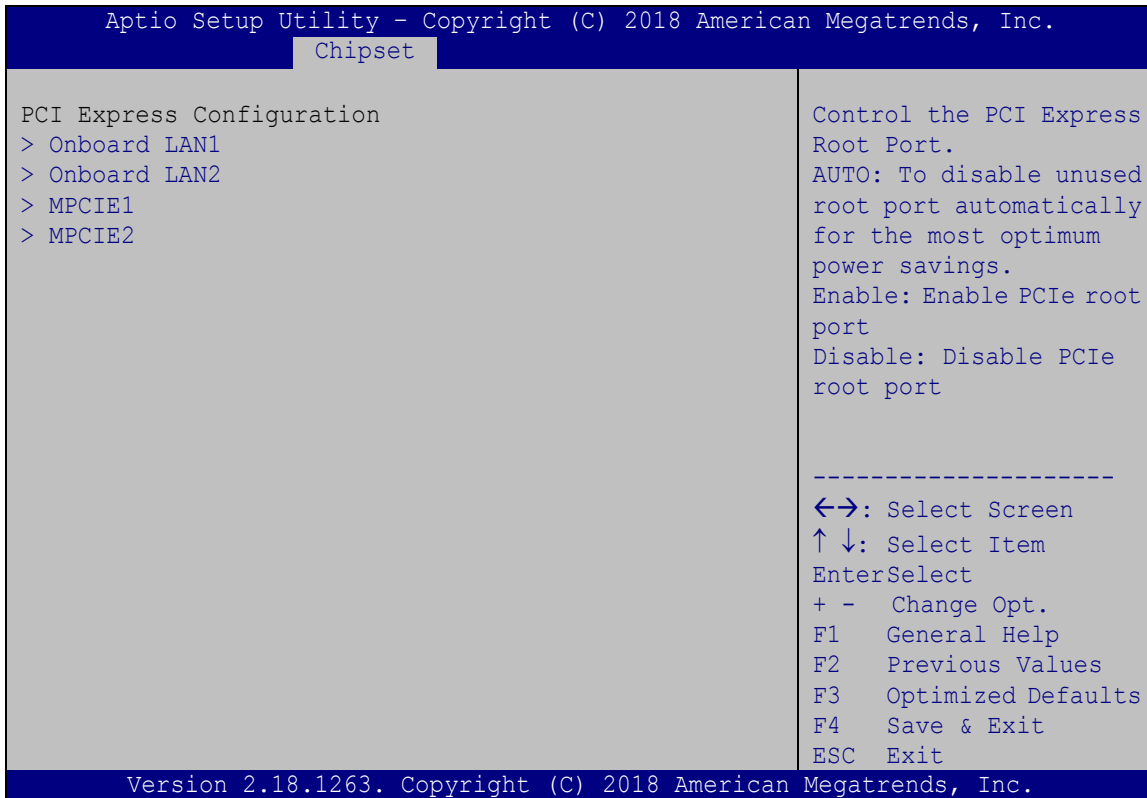 Aptio Setup Utility – Copyright (C) 2018 American Megatrends, Inc.
Chipset
PCI Express Configuration
> Onboard LAN1
> Onboard LAN2
> MPCIE1
> MPCIE2
Control the PCI Express
Root Port.
AUTO: To disable unused
root port automatically
for the most optimum
power savings.
Enable: Enable PCIe root
port
Disable: Disable PCIe
root port
---------------------
←→: Select Screen
↑ ↓: Select Item
EnterSelect
+ - Change Opt.
F1 General Help
F2 Previous Values
F3 Optimized Defaults
F4 Save & Exit
ESC Exit
Version 2.18.1263. Copyright (C) 2018 American Megatrends, Inc.